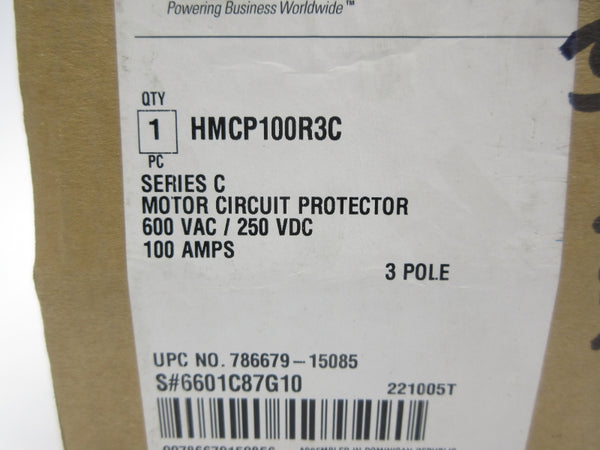 Powering Business Worldwide™
QTY
1 HMCP100R3C
PC
SERIES C
MOTOR CIRCUIT PROTECTOR
600 VAC / 250 VDC
100 AMPS
3 POLE
UPC NO. 786679-15085
S#6601C87G10
221005T